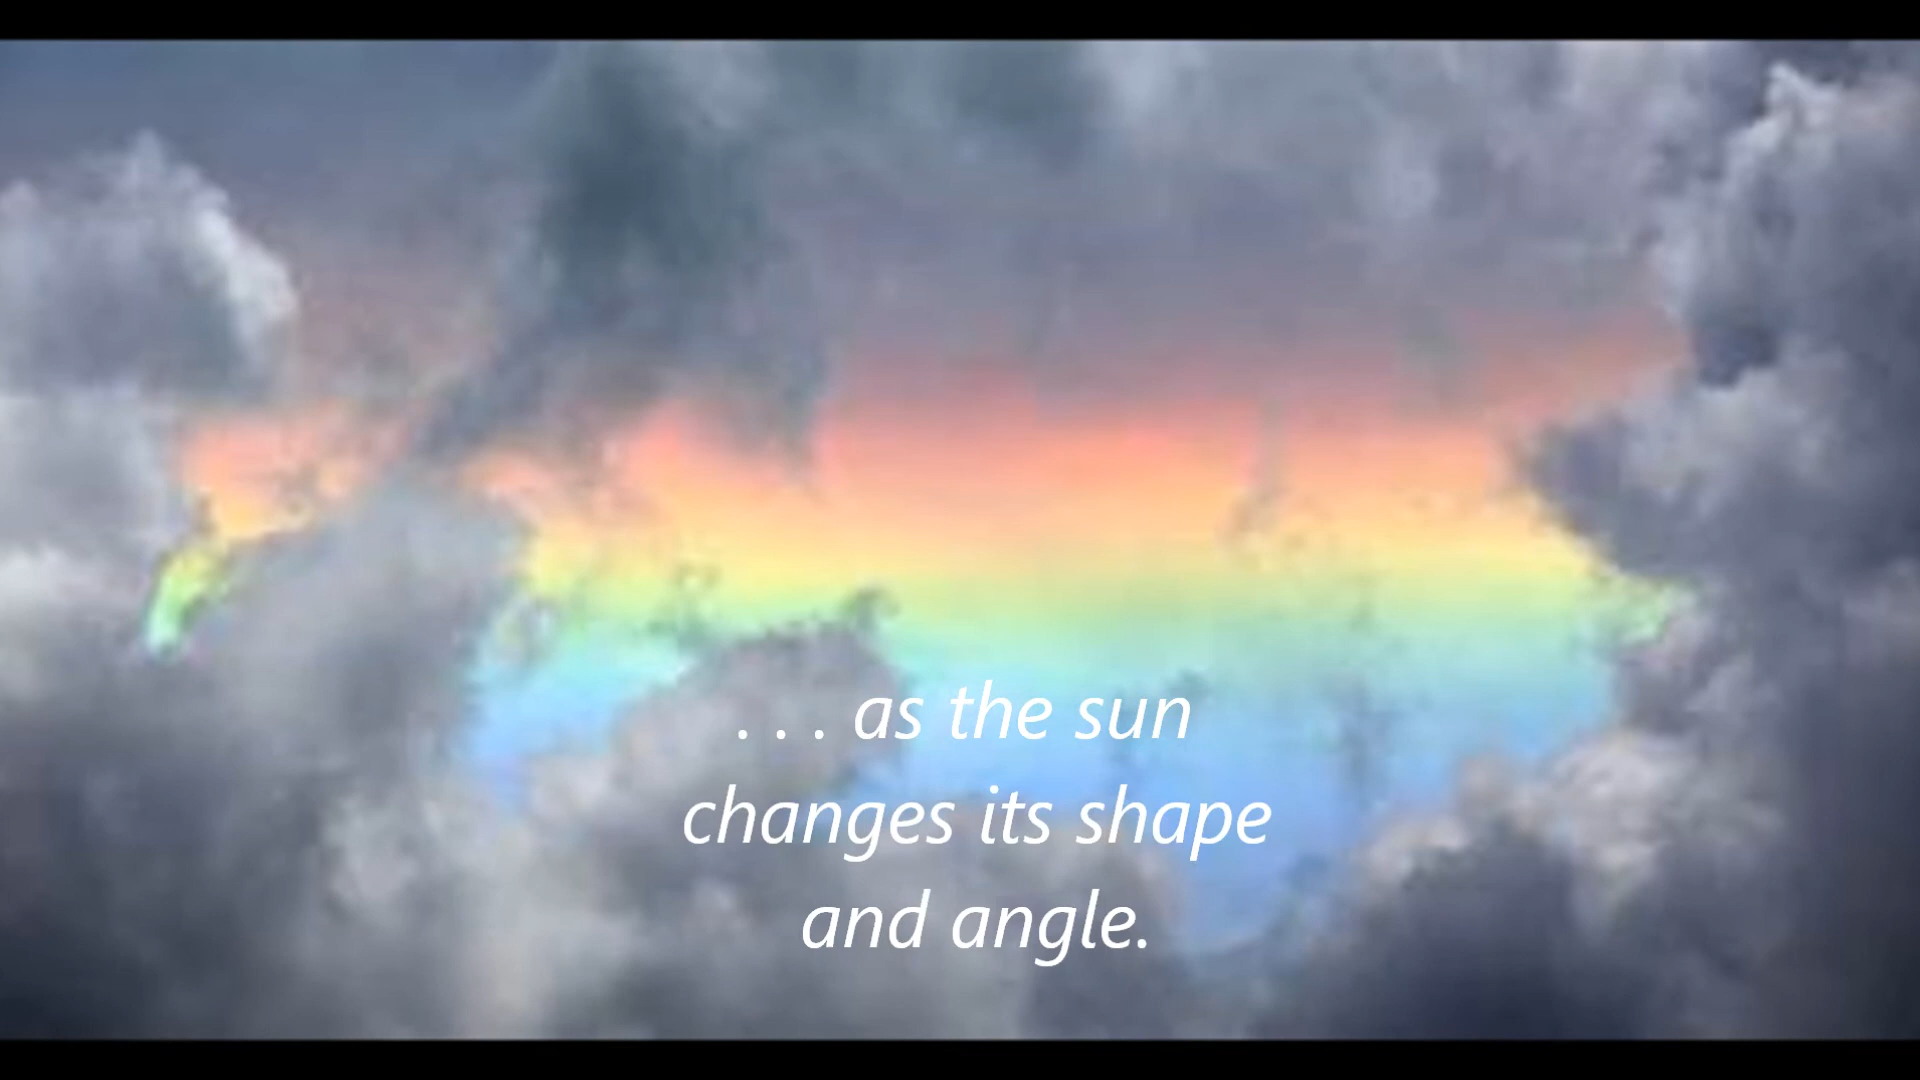 . . . as the sun
changes its shape
and angle.